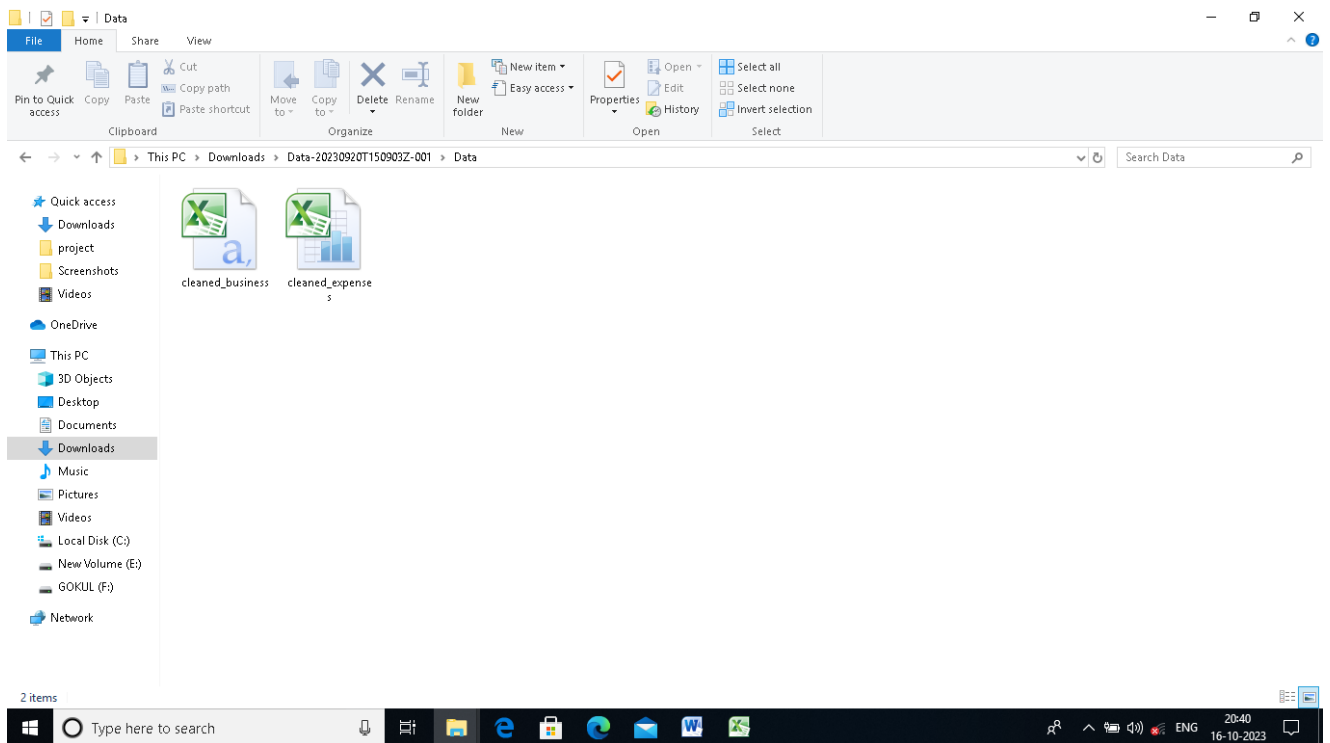 Data
File Home Share View
Pin to Quick access
Copy
Paste
Cut
Copy path
Paste shortcut
Clipboard
Move to
Copy to
Delete
Rename
Organize
New folder
New item
Easy access
New
Properties
Open
Edit
History
Open
Select all
Select none
Invert selection
Select
This PC > Downloads > Data-20230920T150903Z-001 > Data
Search Data
Quick access
Downloads
project
Screenshots
Videos
OneDrive
This PC
3D Objects
Desktop
Documents
Downloads
Music
Pictures
Videos
Local Disk (C:)
New Volume (E:)
GOKUL (F:)
Network
a,
cleaned_business
cleaned_expense
s
2 items
Type here to search
ENG
20:40
16-10-2023